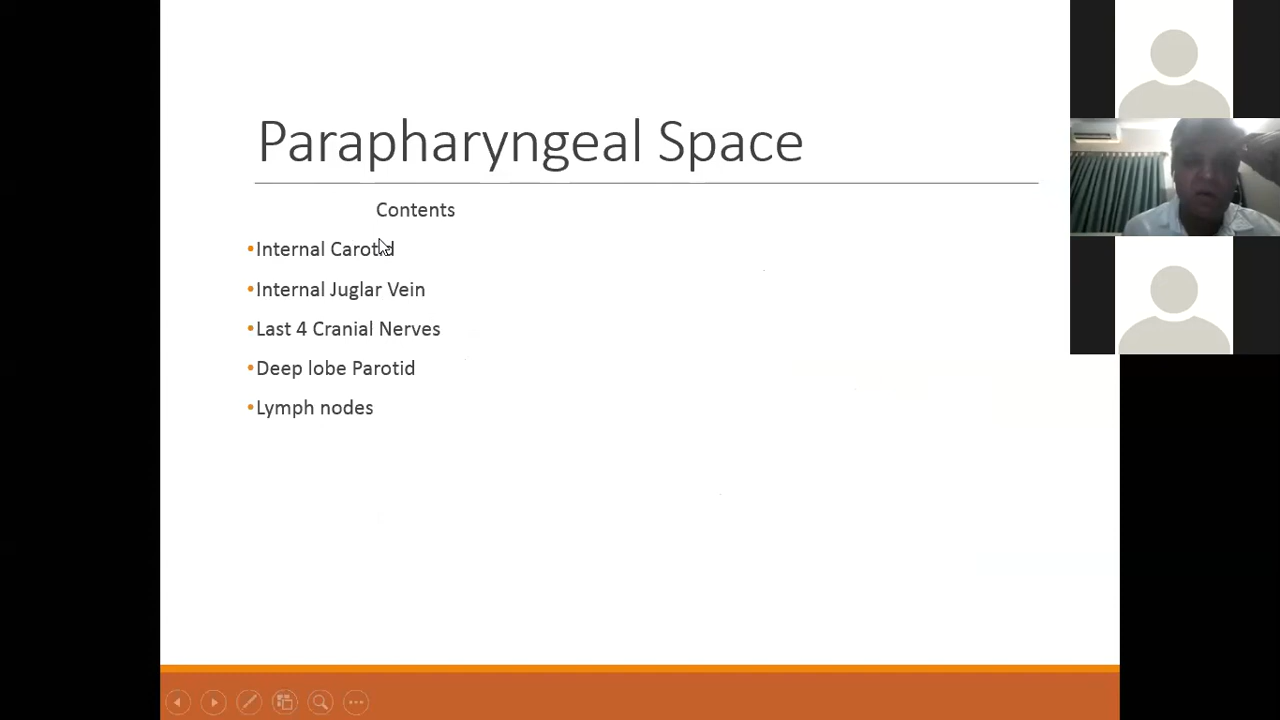 Parapharyngeal Space
Contents
•Internal Carotid
•Internal Juglar Vein
•Last 4 Cranial Nerves
•Deep lobe Parotid
•Lymph nodes